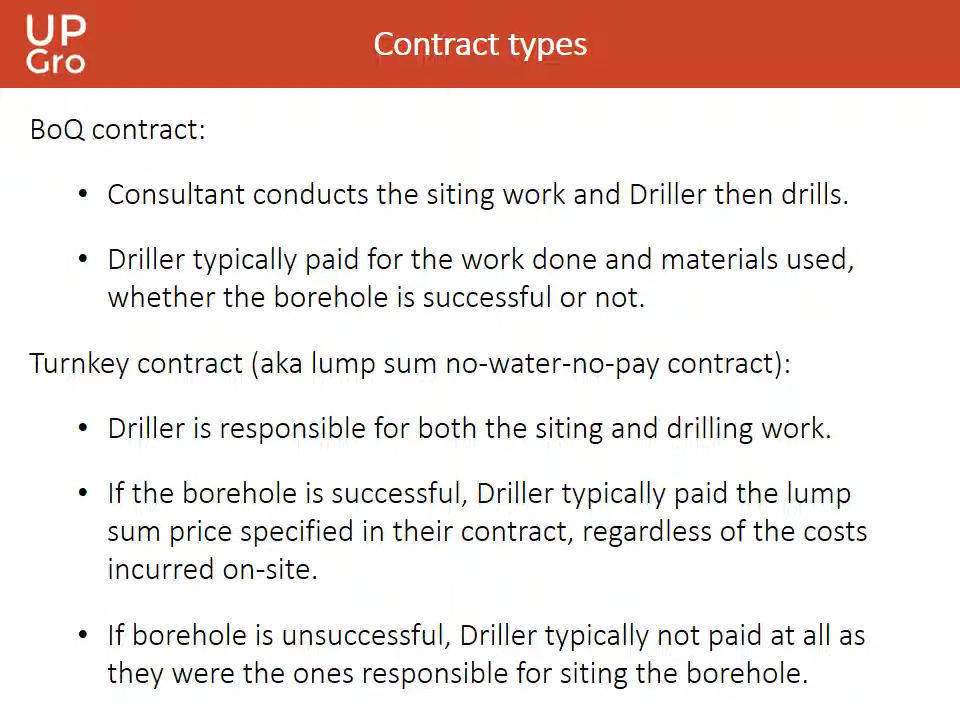 UP
Gro
Contract types
BoQ contract:
• Consultant conducts the siting work and Driller then drills.
• Driller typically paid for the work done and materials used,
whether the borehole is successful or not.
Turnkey contract (aka lump sum no-water-no-pay contract):
• Driller is responsible for both the siting and drilling work.
• If the borehole is successful, Driller typically paid the lump
sum price specified in their contract, regardless of the costs
incurred on-site.
• If borehole is unsuccessful, Driller typically not paid at all as
they were the ones responsible for siting the borehole.